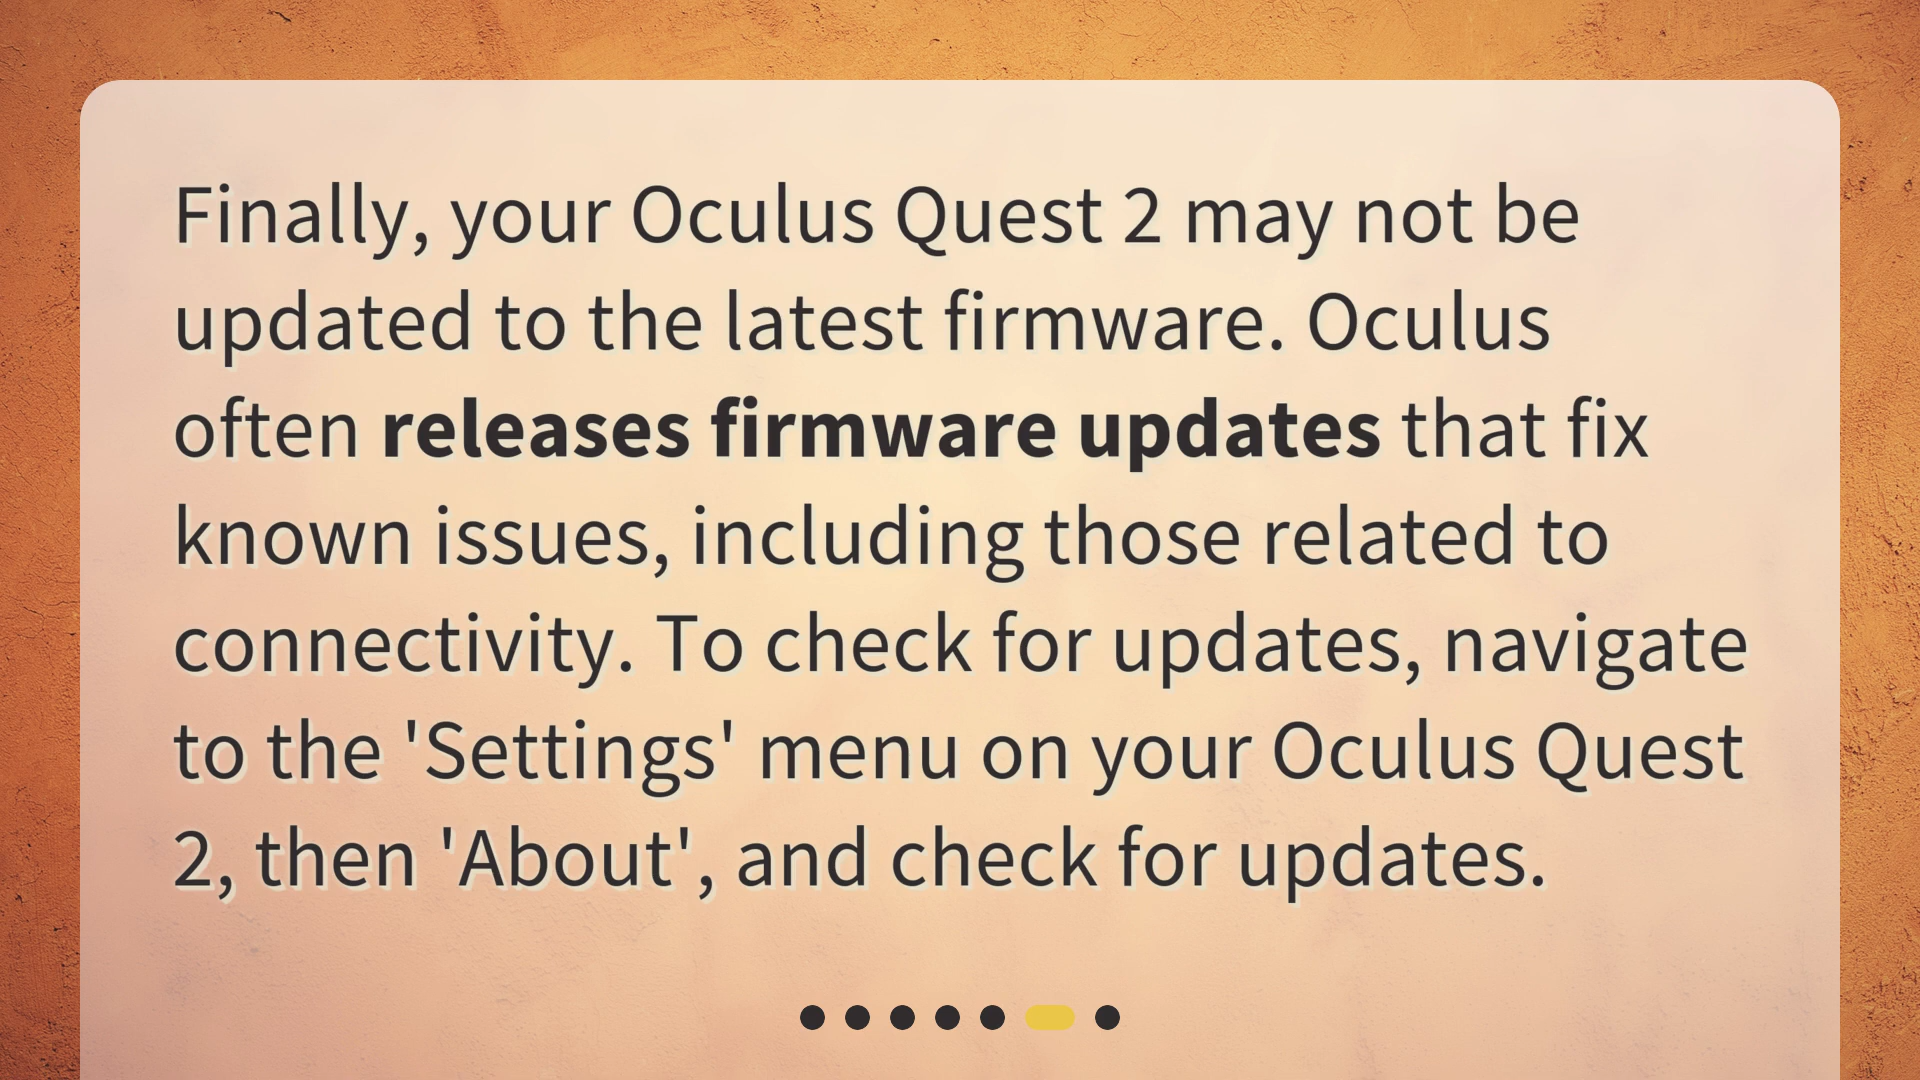 Finally, your Oculus Quest 2 may not be
updated to the latest firmware. Oculus
often releases firmware updates that fix
known issues, including those related to
connectivity. To check for updates, navigate
to the 'Settings' menu on your Oculus Quest
2, then 'About', and check for updates.